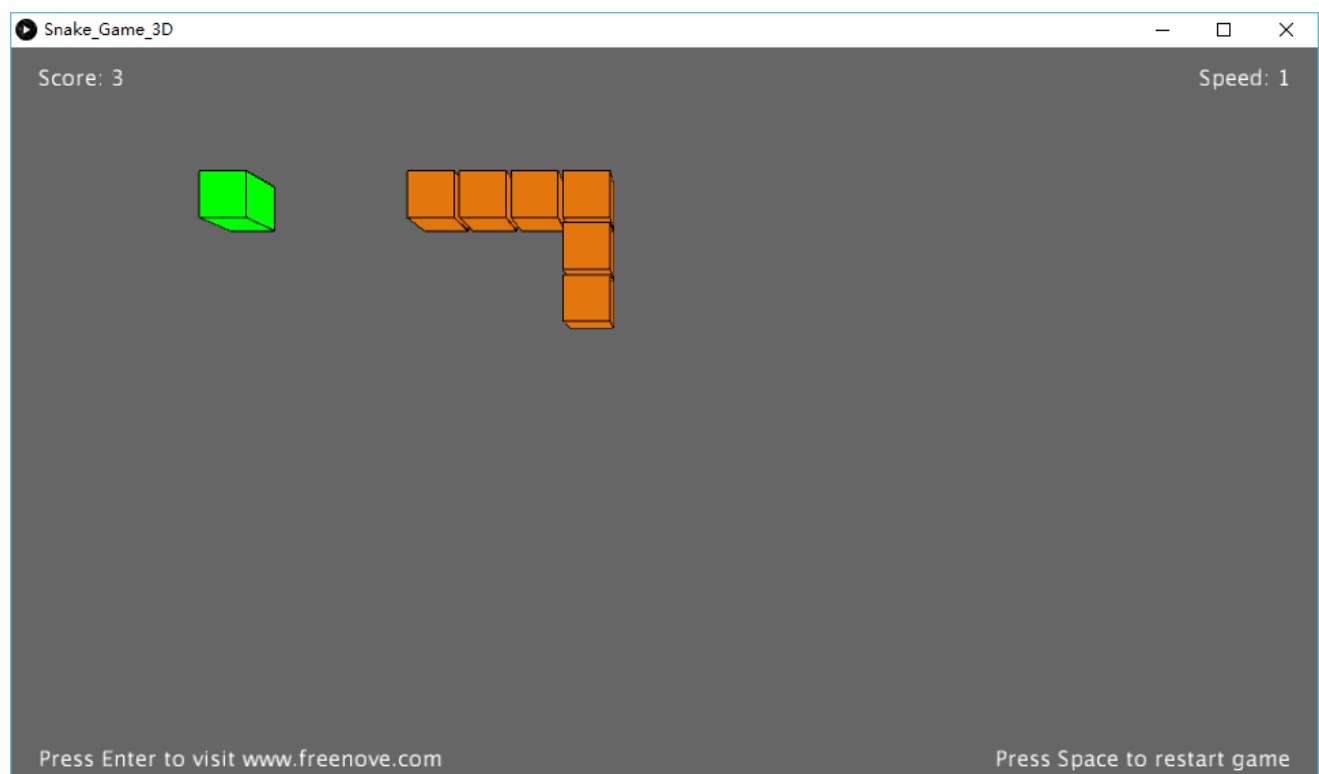 Snake_Game_3D
Score: 3
Speed: 1
Press Enter to visit www.freenove.com
Press Space to restart game